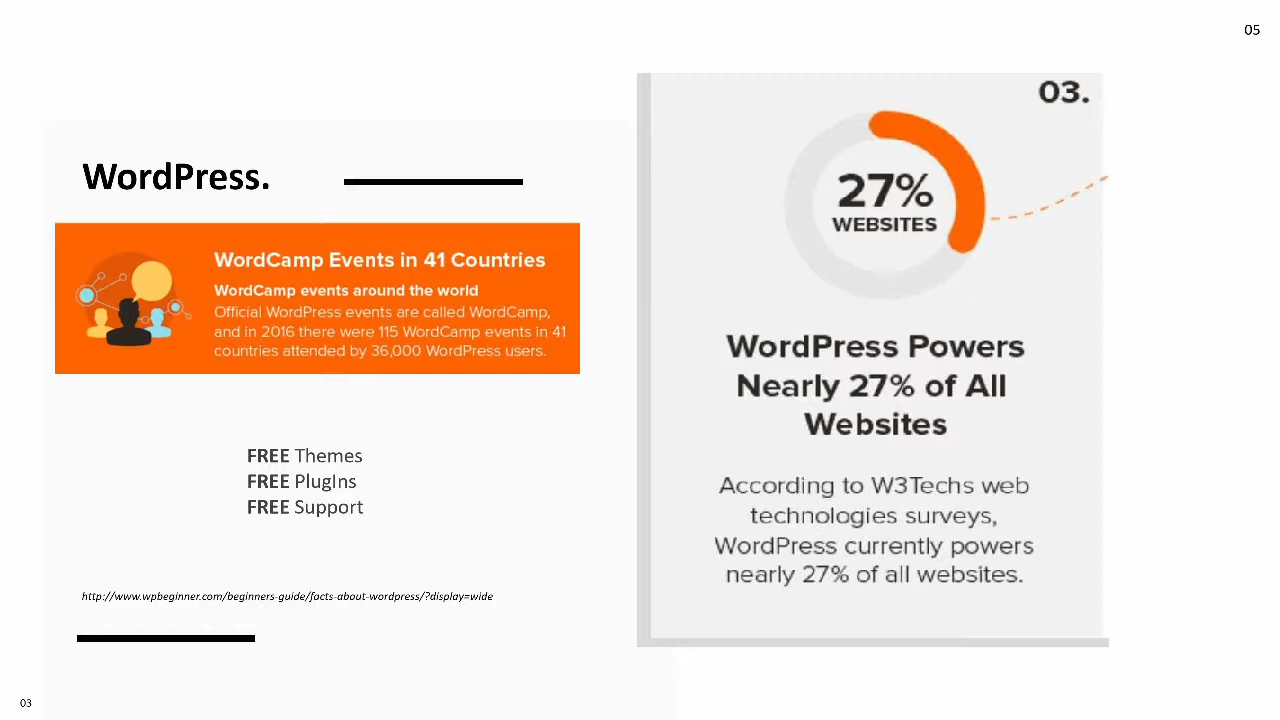 05
WordPress.
WordCamp Events in 41 Countries
WordCamp events around the world
Official WordPress events are called WordCamp,
and in 2016 there were 115 WordCamp events in 41
countries attended by 36,000 WordPress users.
FREE Themes
FREE PlugIns
FREE Support
http://www.wpbeginner.com/beginners-guide/facts-about-wordpress/?display=wide
03
03.
27%
WEBSITES
WordPress Powers
Nearly 27% of All
Websites
According to W3Techs web
technologies surveys,
WordPress currently powers
nearly 27% of all websites.